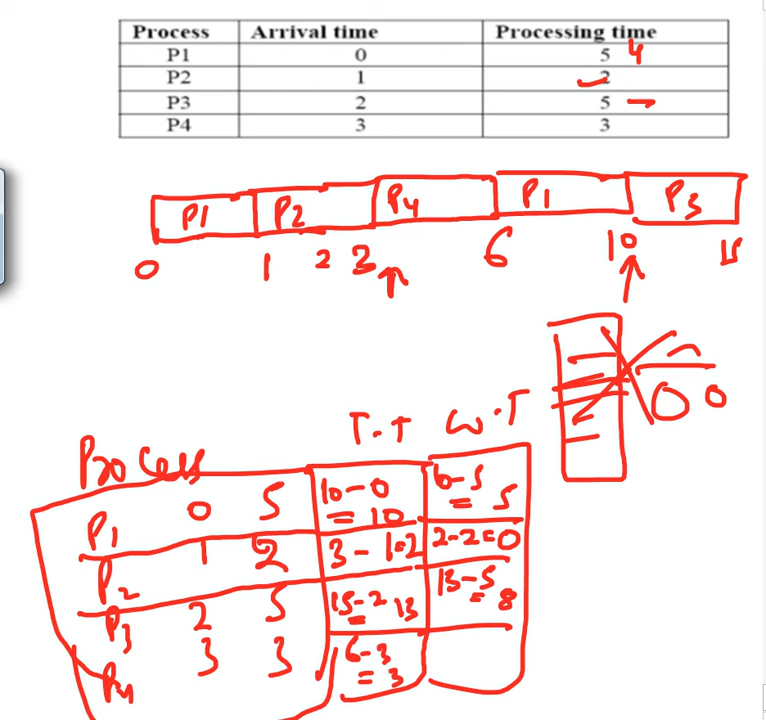 Process Arrival time Processing time
P1 0 5 4
P2 1 2
P3 2 5
P4 3 3
P1 P2 P4 P1 P3
0 1 2 3 6 10 15
T.T W.T
Process
P1 0 5 10-0 = 10 10-5 = 5
P2 1 2 3-1=2 2-2=0
P3 2 5 15-2 = 13 13-5 = 8
P4 3 3 6-3 = 3